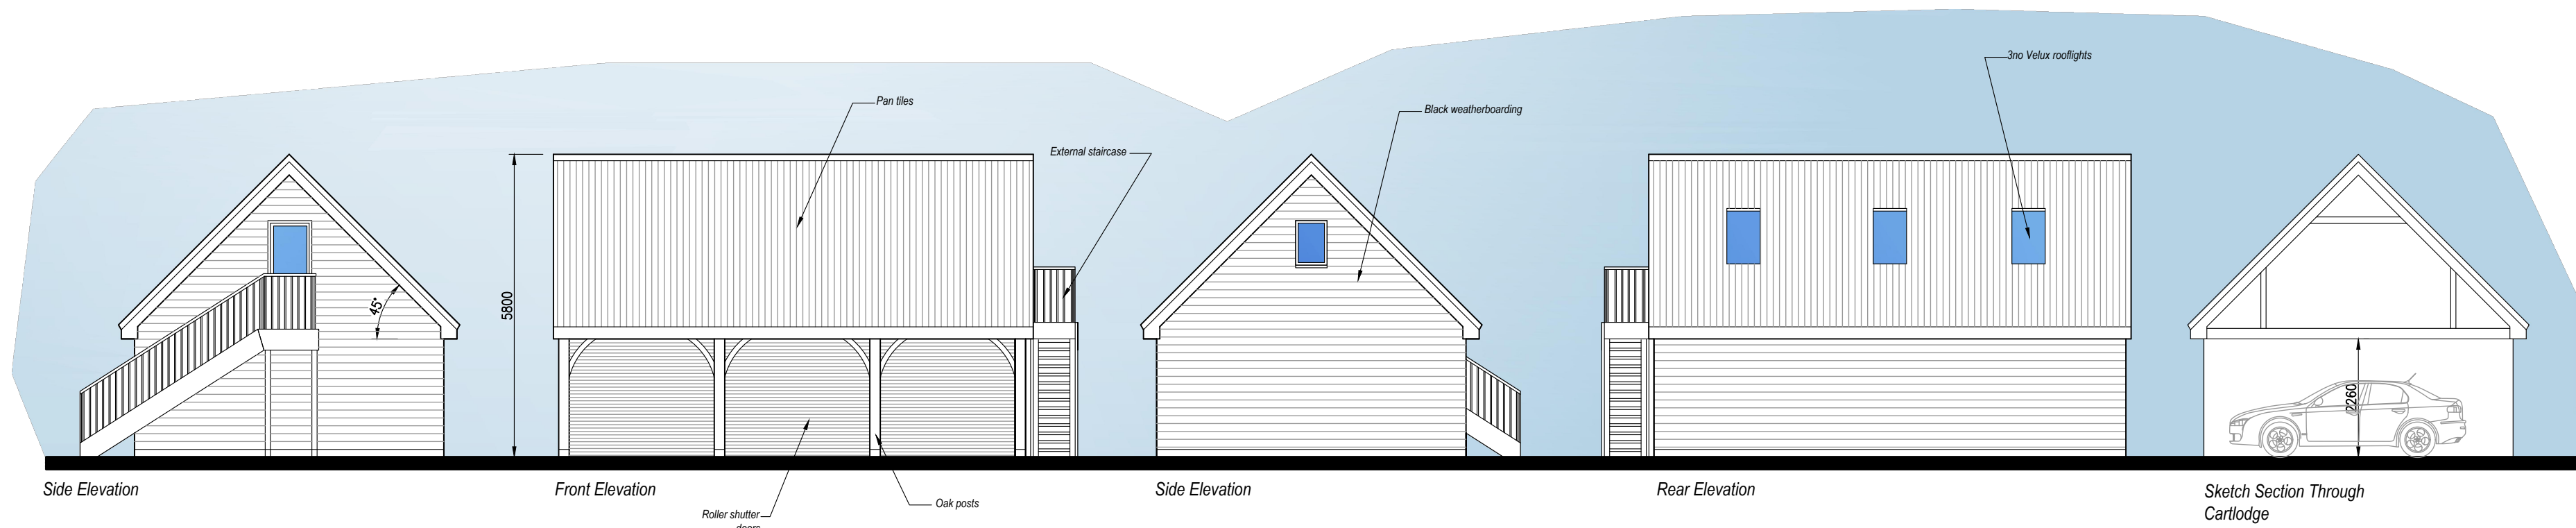 3no Velux rooflights
Pan tiles
Black weatherboarding
External staircase
45°
5800
2260
Side Elevation
Front Elevation
Side Elevation
Rear Elevation
Sketch Section Through
Cartlodge
Oak posts
Roller shutter
doors